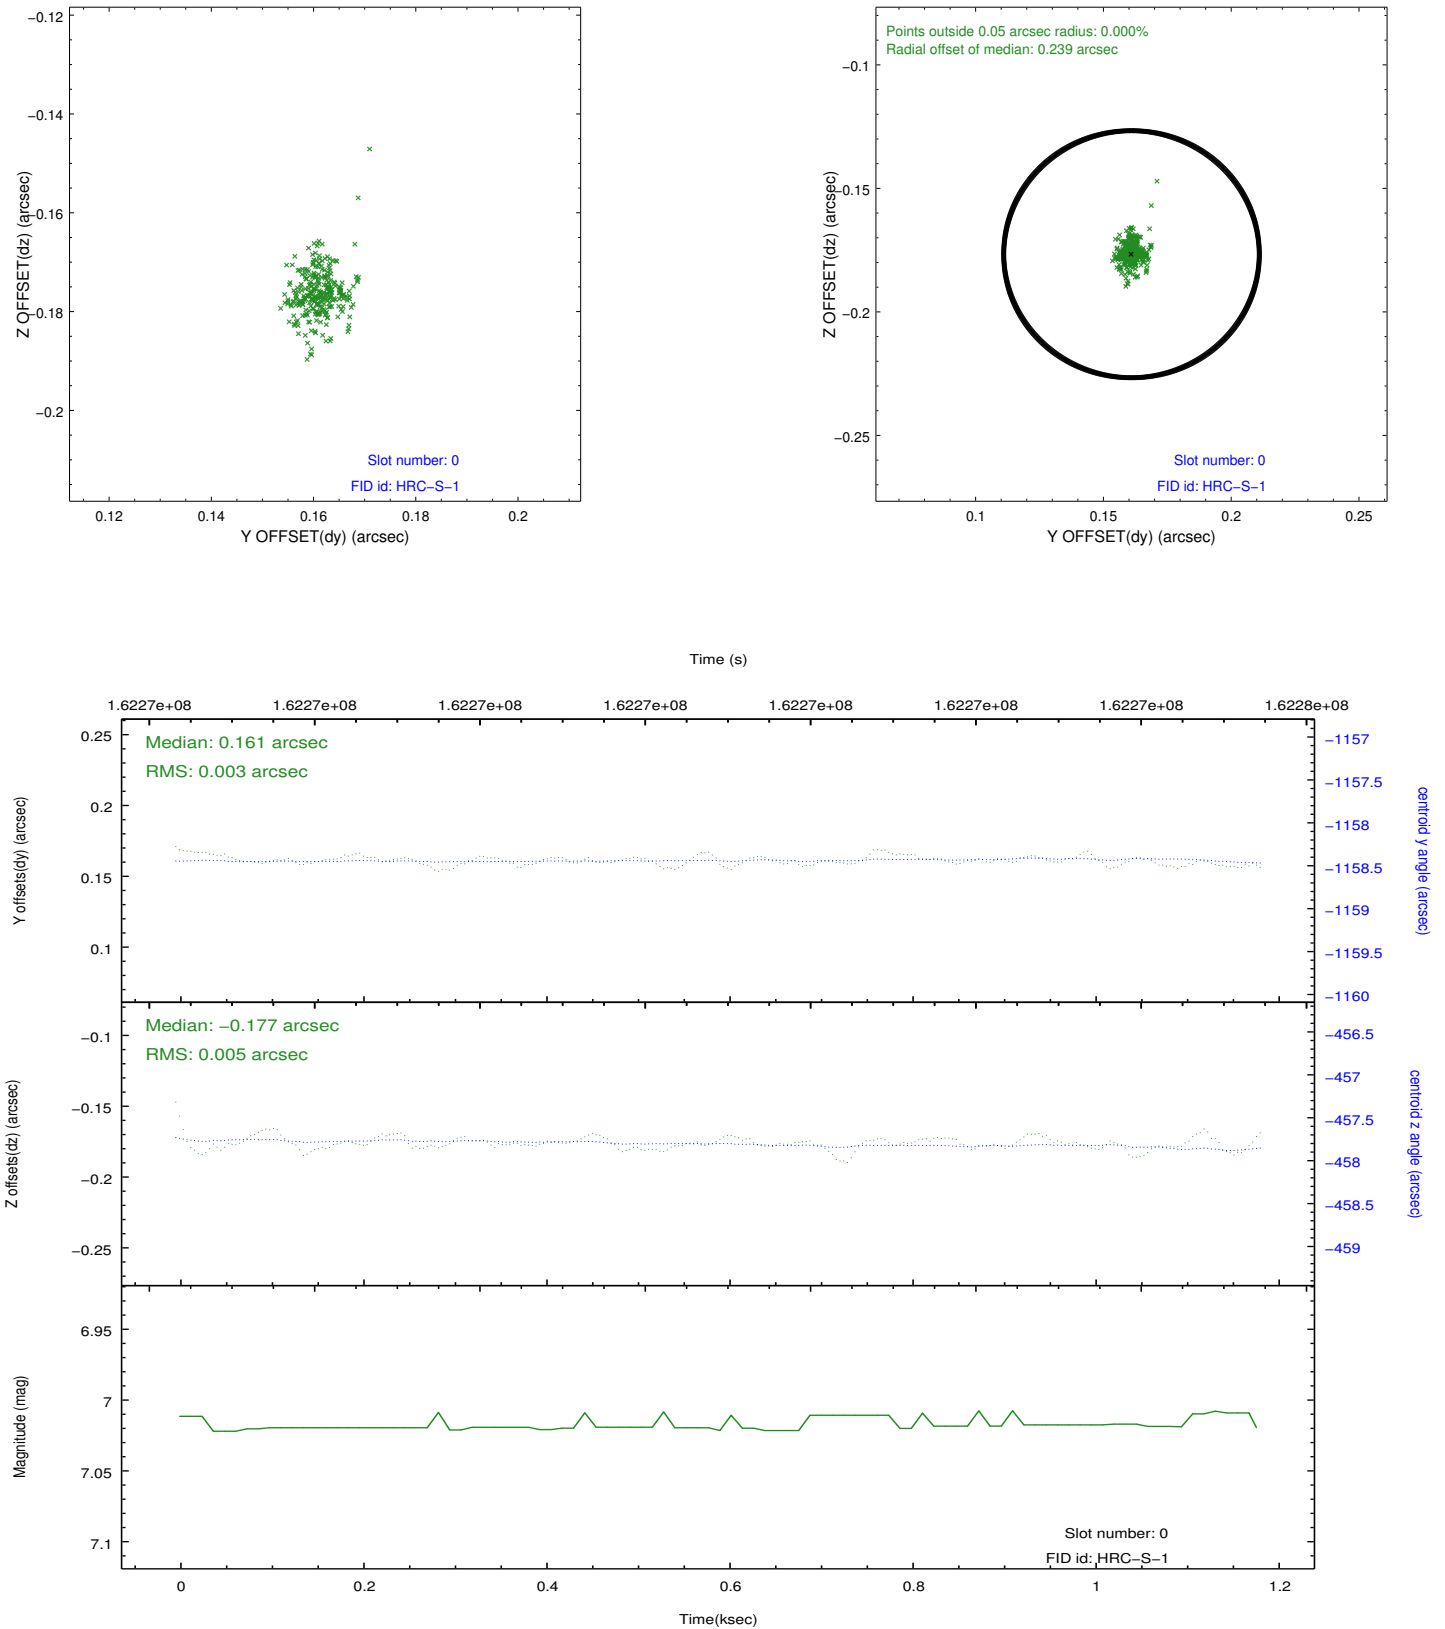 −0.12
−0.14
−0.16
−0.18
−0.2
Z OFFSET(dz) (arcsec)
Slot number: 0
FID id: HRC−S−1
0.12 0.14 0.16 0.18 0.2
Y OFFSET(dy) (arcsec)
Points outside 0.05 arcsec radius: 0.000%
Radial offset of median: 0.239 arcsec
−0.1
−0.15
−0.2
−0.25
Z OFFSET(dz) (arcsec)
Slot number: 0
FID id: HRC−S−1
0.1 0.15 0.2 0.25
Y OFFSET(dy) (arcsec)
Time (s)
1.6227e+08 1.6227e+08 1.6227e+08 1.6227e+08 1.6227e+08 1.6227e+08 1.6227e+08 1.6228e+08
Median: 0.161 arcsec
RMS: 0.003 arcsec
0.25
0.2
0.15
0.1
Y offsets(dy) (arcsec)
−1157
−1157.5
−1158
−1158.5
−1159
−1159.5
−1160
centroid y angle (arcsec)
Median: −0.177 arcsec
RMS: 0.005 arcsec
−0.1
−0.15
−0.2
−0.25
Z offsets(dz) (arcsec)
−456.5
−457
−457.5
−458
−458.5
−459
centroid z angle (arcsec)
6.95
7
7.05
7.1
Magnitude (mag)
Slot number: 0
FID id: HRC−S−1
0 0.2 0.4 0.6 0.8 1 1.2
Time(ksec)